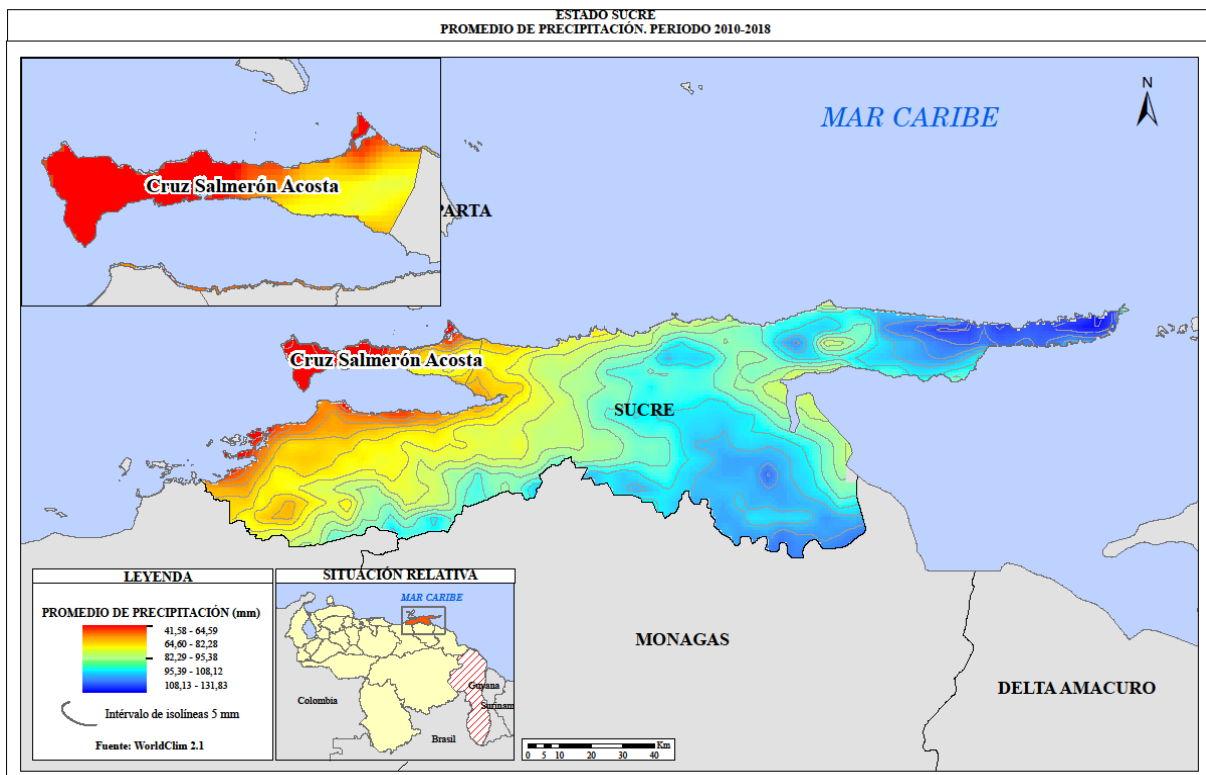 ESTADO SUCRE
PROMEDIO DE PRECIPITACIÓN. PERIODO 2010-2018
N
MAR CARIBE
Cruz Salmerón Acosta
PARTA
Cruz Salmerón Acosta
SUCRE
MONAGAS
DELTA AMACURO
LEYENDA
PROMEDIO DE PRECIPITACIÓN (mm)
41,58 - 64,59
64,60 - 82,28
82,29 - 95,38
95,39 - 108,12
108,13 - 131,83
Intérvalo de isolíneas 5 mm
Fuente: WorldClim 2.1
SITUACIÓN RELATIVA
MAR CARIBE
Colombia
Guyana
Surinam
Brasil
Km
0 5 10 20 30 40